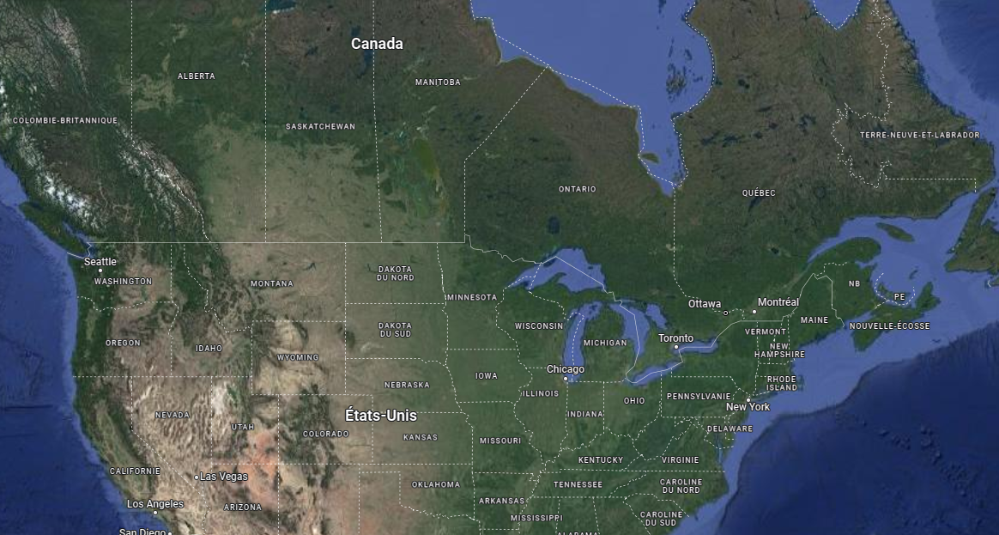 Canada
ALBERTA
MANITOBA
COLOMBIE-BRITANNIQUE
SASKATCHEWAN
TERRE-NEUVE-ET-LABRADOR
ONTARIO
QUÉBEC
Seattle
WASHINGTON
MONTANA
DAKOTA
DU NORD
MINNESOTA
NB
PE
Ottawa
Montréal
MAINE
NOUVELLE-ÉCOSSE
WISCONSIN
DAKOTA
DU SUD
VERMONT
OREGON
IDAHO
WYOMING
MICHIGAN
Toronto
NEW
HAMPSHIRE
Chicago
IOWA
NEBRASKA
ILLINOIS
OHIO
PENNSYLVANIE
RHODE
ISLAND
New York
NEVADA
UTAH
États-Unis
COLORADO
KANSAS
INDIANA
DELAWARE
MISSOURI
KENTUCKY
VIRGINIE
CALIFORNIE
Las Vegas
OKLAHOMA
TENNESSEE
CAROLINE
DU NORD
Los Angeles
ARIZONA
ARKANSAS
MISSISSIPPI
CAROLINE
DU SUD
San Diego
ALABAMA